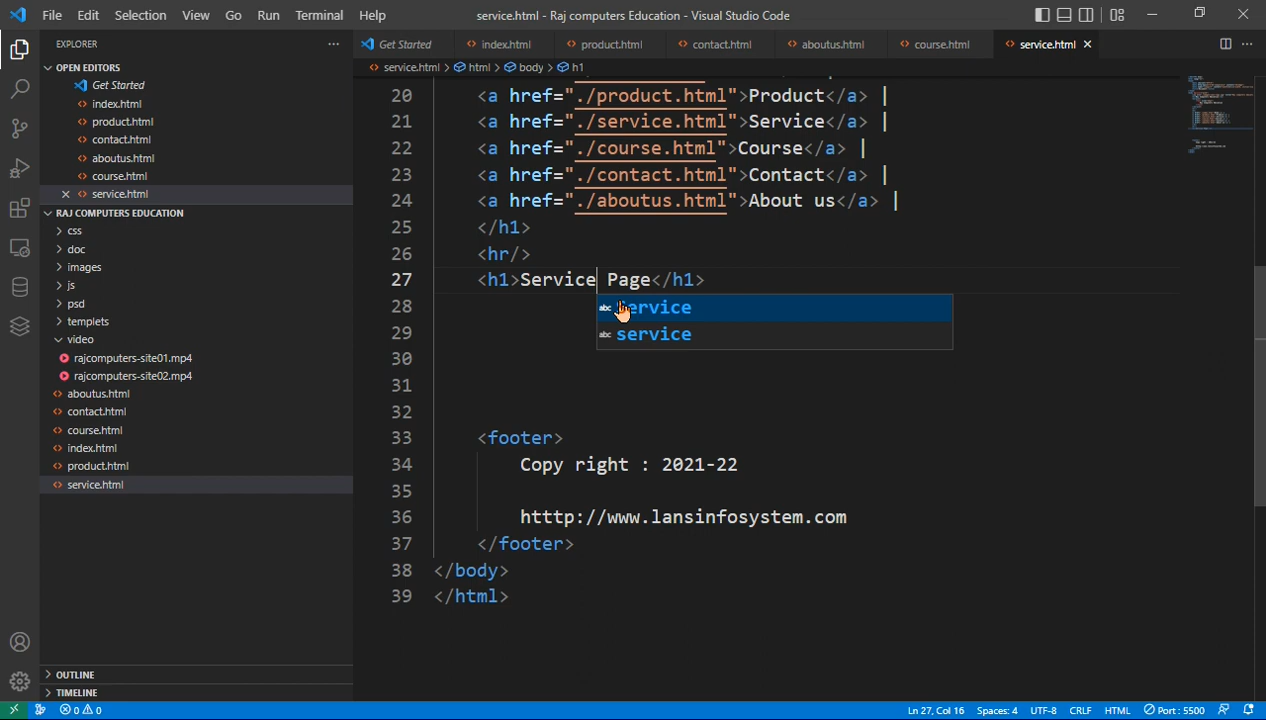 File Edit Selection View Go Run Terminal Help service.html - Raj computers Education - Visual Studio Code
EXPLORER
OPEN EDITORS
Get Started
index.html
product.html
contact.html
aboutus.html
course.html
service.html
RAJ COMPUTERS EDUCATION
css
doc
images
js
psd
templets
video
rajcomputers-site01.mp4
rajcomputers-site02.mp4
aboutus.html
contact.html
course.html
index.html
product.html
service.html
OUTLINE
TIMELINE
Get Started index.html product.html contact.html aboutus.html course.html service.html
service.html > html > body > h1
20 <a href="./product.html">Product</a> |
21 <a href="./service.html">Service</a> |
22 <a href="./course.html">Course</a> |
23 <a href="./contact.html">Contact</a> |
24 <a href="./aboutus.html">About us</a> |
25 </h1>
26 <hr/>
27 <h1>Service Page</h1>
28
abc
29
abc service
30
31
32
33 <footer>
34 Copy right : 2021-22
35
36 htttp://www.lansinfosystem.com
37 </footer>
38 </body>
39 </html>
0 0 Ln 27, Col 16 Spaces: 4 UTF-8 CRLF HTML Port : 5500